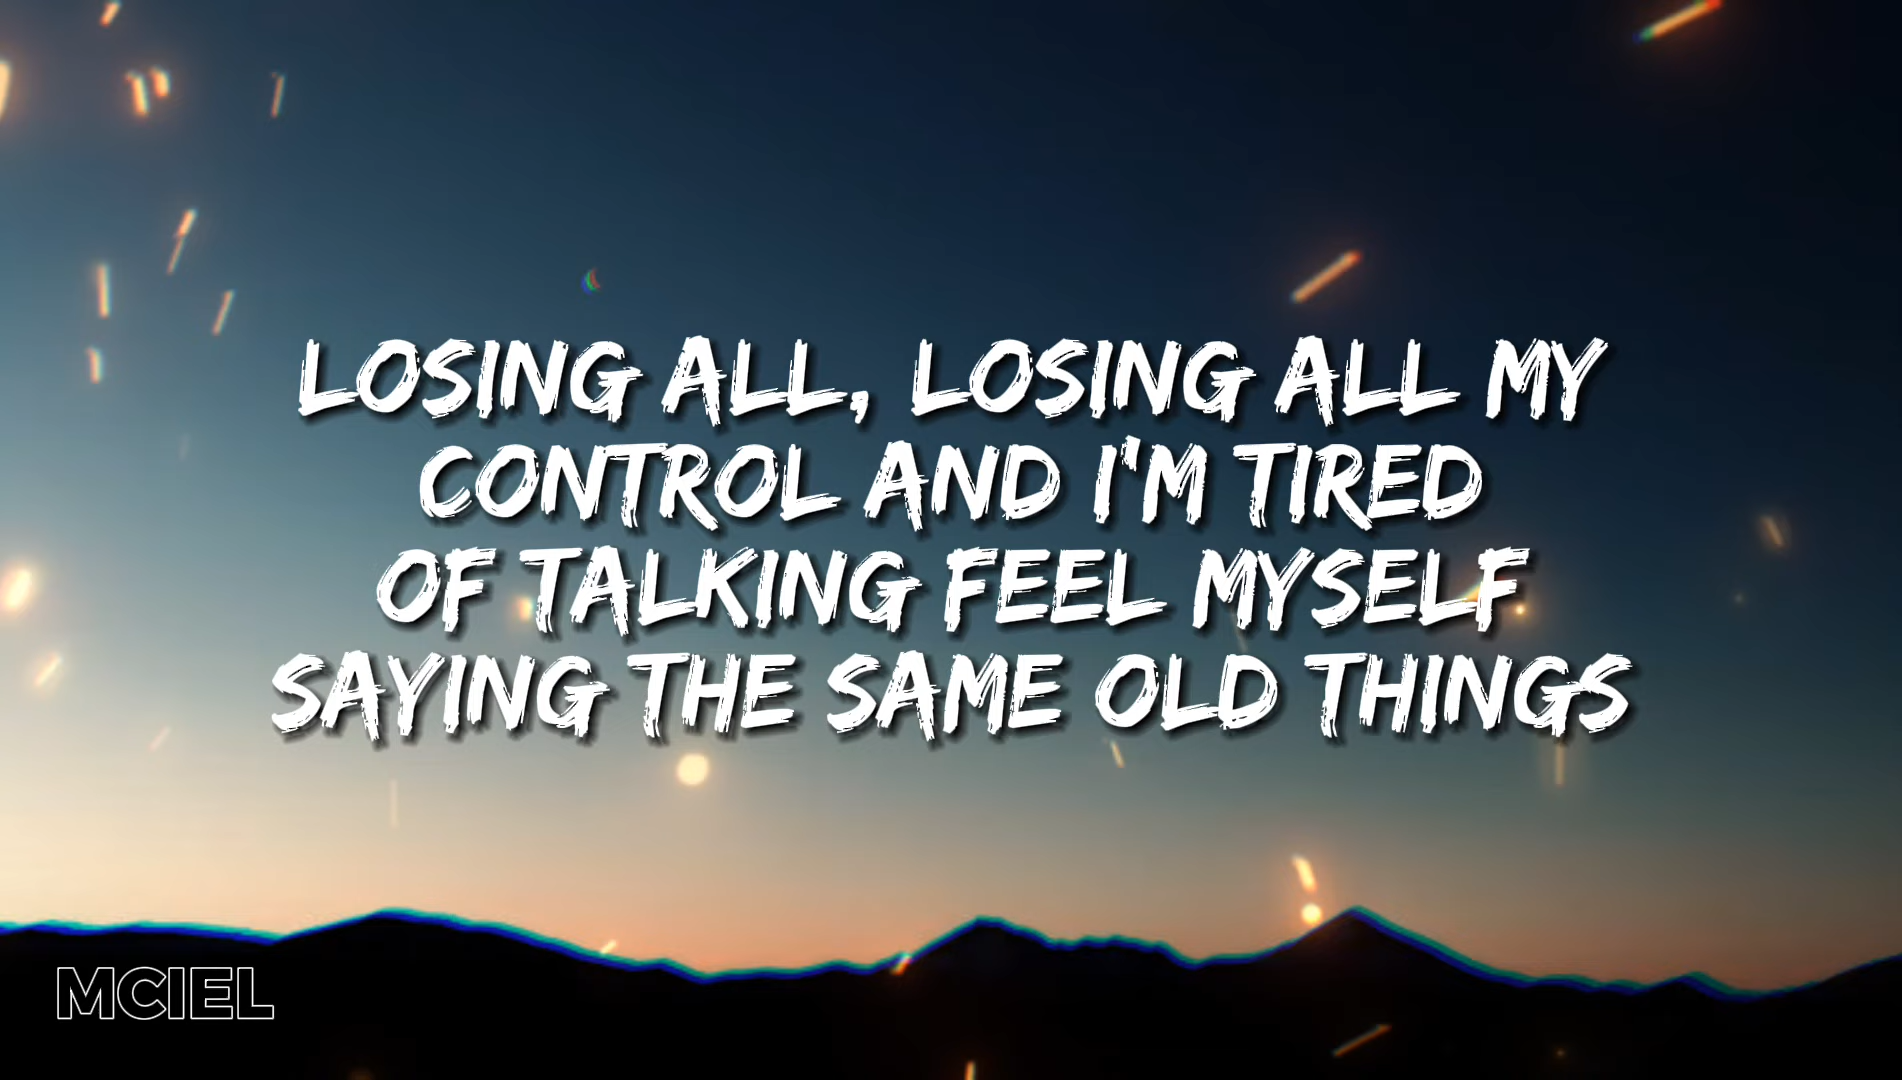 LOSING ALL, LOSING ALL MY
CONTROL AND I'M TIRED
OF TALKING FEEL MYSELF
SAYING THE SAME OLD THINGS
MCIEL